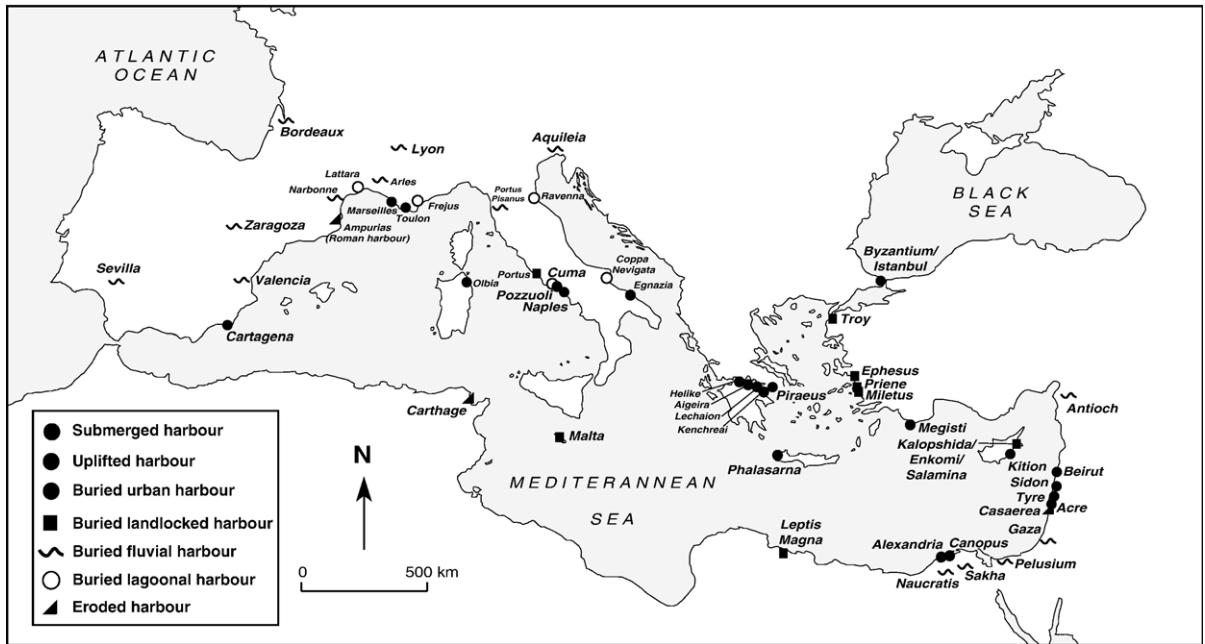 ATLANTIC
OCEAN
Bordeaux
Lyon
Aquileia
Lattara
Arles
Narbonne
Marseilles
Toulon
Frejus
Portus
Pisanus
Ravenna
BLACK
SEA
Zaragoza
Ampurias
(Roman harbour)
Byzantium/
Istanbul
Sevilla
Valencia
Olbia
Portus
Cuma
Pozzuoli
Naples
Coppa
Nevigata
Egnazia
Cartagena
Troy
Ephesus
Priene
Miletus
Helike
Aigeira
Lechaion
Kenchreai
Piraeus
Carthage
Antioch
Malta
Megisti
Kalopshida/
Enkomi/
Salamina
Phalasarna
Kition
Beirut
Sidon
Tyre
Casaerea
Acre
Gaza
MEDITERANNEAN
SEA
Leptis
Magna
Alexandria
Canopus
Pelusium
Sakha
Naucratis
Submerged harbour
Uplifted harbour
Buried urban harbour
Buried landlocked harbour
Buried fluvial harbour
Buried lagoonal harbour
Eroded harbour
N
0 500 km